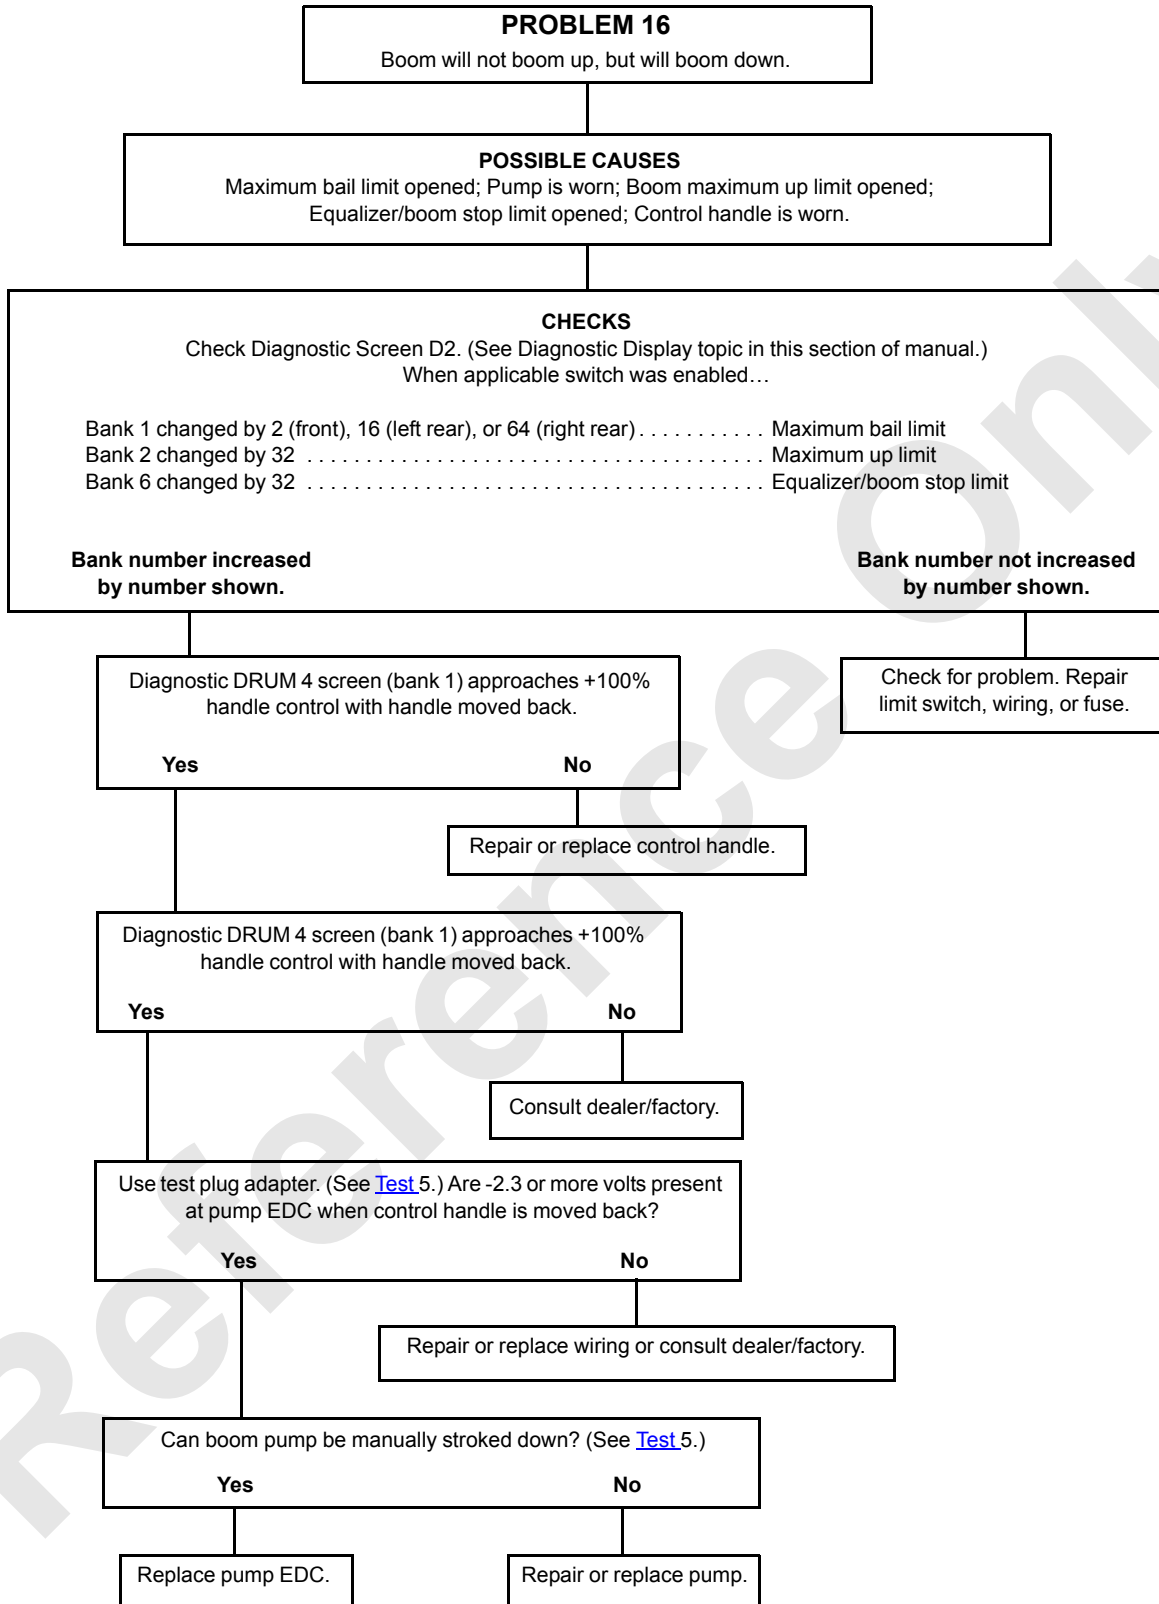 PROBLEM 16
Boom will not boom up, but will boom down.
POSSIBLE CAUSES
Maximum bail limit opened; Pump is worn; Boom maximum up limit opened;
Equalizer/boom stop limit opened; Control handle is worn.
CHECKS
Check Diagnostic Screen D2. (See Diagnostic Display topic in this section of manual.)
When applicable switch was enabled…
Bank 1 changed by 2 (front), 16 (left rear), or 64 (right rear) . . . . . . . . . . . Maximum bail limit
Bank 2 changed by 32 . . . . . . . . . . . . . . . . . . . . . . . . . . . . . . . . . . . . . . . Maximum up limit
Bank 6 changed by 32 . . . . . . . . . . . . . . . . . . . . . . . . . . . . . . . . . . . . . . . Equalizer/boom stop limit
Bank number increased
by number shown.
Bank number not increased
by number shown.
Diagnostic DRUM 4 screen (bank 1) approaches +100%
handle control with handle moved back.
Yes No
Check for problem. Repair
limit switch, wiring, or fuse.
Repair or replace control handle.
Diagnostic DRUM 4 screen (bank 1) approaches +100%
handle control with handle moved back.
Yes No
Consult dealer/factory.
Use test plug adapter. (See Test 5.) Are -2.3 or more volts present
at pump EDC when control handle is moved back?
Yes No
Repair or replace wiring or consult dealer/factory.
Can boom pump be manually stroked down? (See Test 5.)
Yes No
Replace pump EDC.
Repair or replace pump.
Reference Only